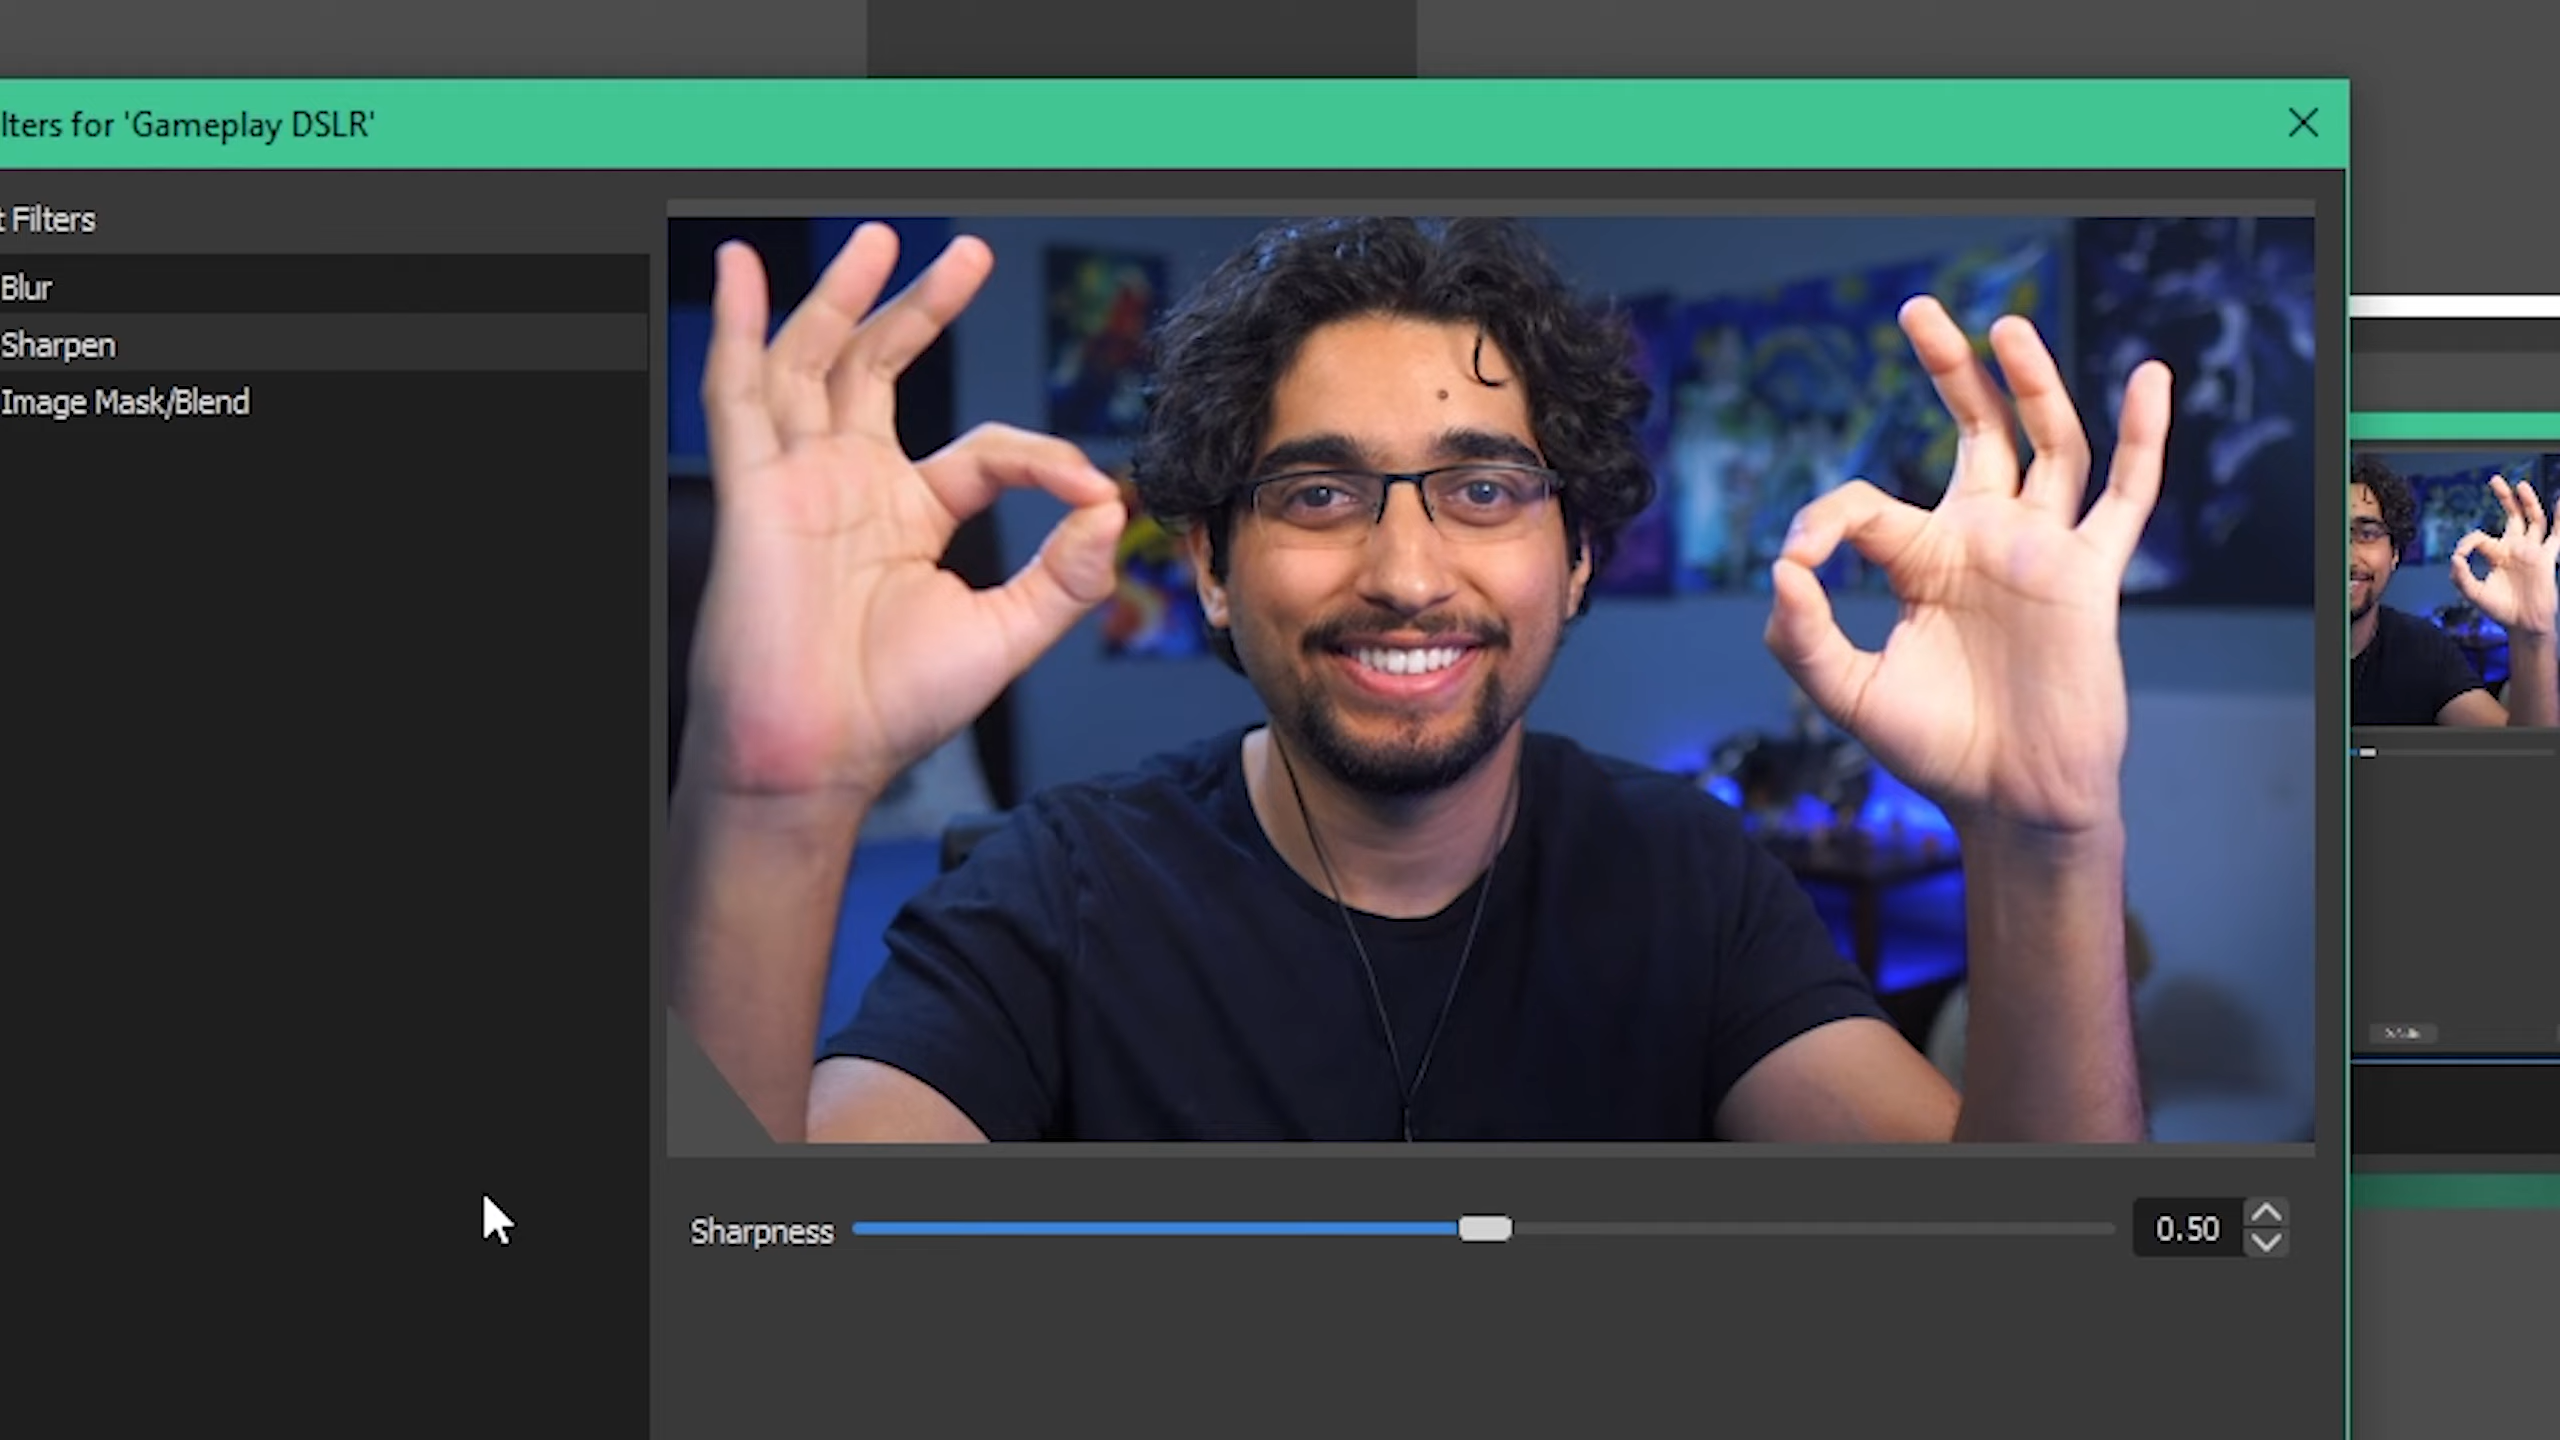 lters for 'Gameplay DSLR'
t Filters
Blur
Sharpen
Image Mask/Blend
Sharpness
0.50